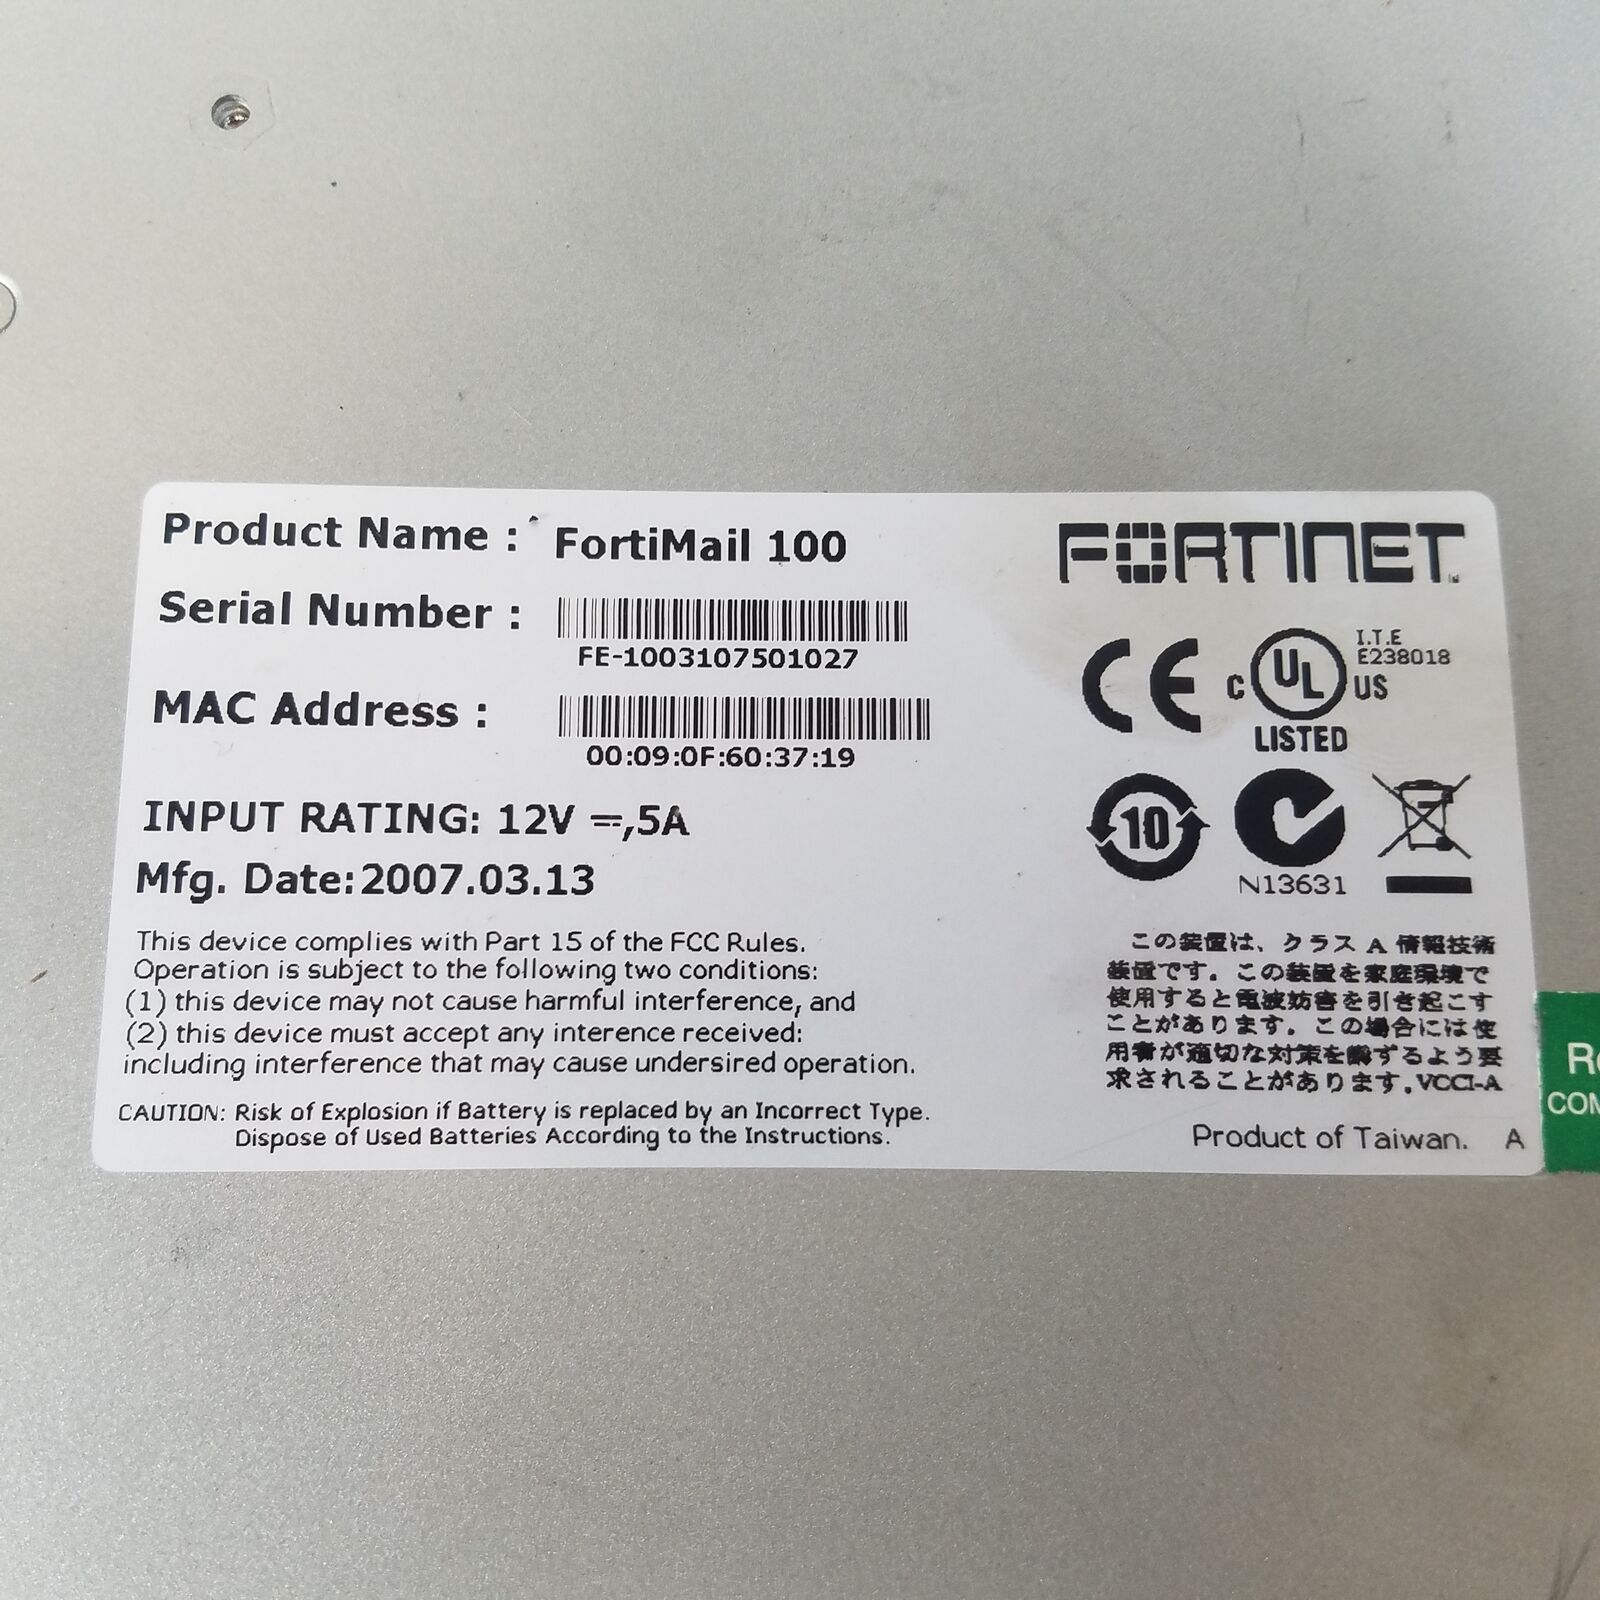 Product Name : FortiMail 100
Serial Number :
FE-1003107501027
MAC Address :
00:09:0F:60:37:19
INPUT RATING: 12V ⎓,5A
Mfg. Date:2007.03.13
This device complies with Part 15 of the FCC Rules.
Operation is subject to the following two conditions:
(1) this device may not cause harmful interference, and
(2) this device must accept any interence received:
including interference that may cause undersired operation.
CAUTION: Risk of Explosion if Battery is replaced by an Incorrect Type.
Dispose of Used Batteries According to the Instructions.
FORTINET
CE
C UL US
LISTED
I.T.E
E238018
10
N13631
この装置は、クラス A 情報技術
装置です。この装置を家庭環境で
使用すると電波妨害を引き起こす
ことがあります。この場合には使
用者が適切な対策を講ずるよう要
求されることがあります。VCCI-A
Product of Taiwan. A